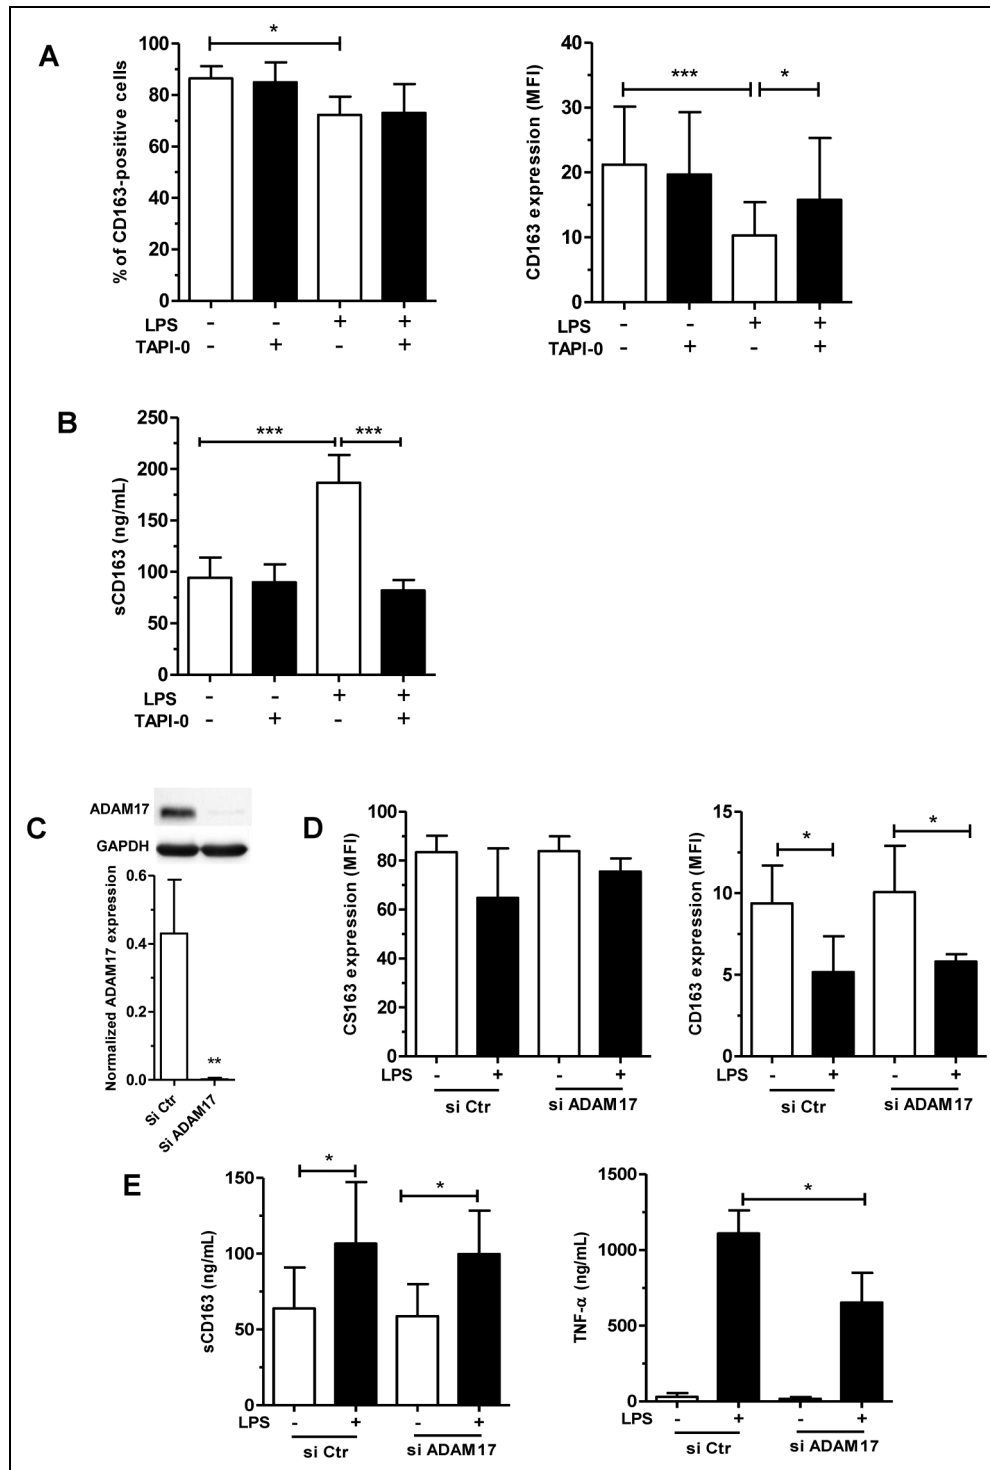 A
% of CD163-positive cells
100
80
60
40
20
0
*
LPS - - + +
TAPI-0 - + - +
CD163 expression (MFI)
40
30
20
10
0
*** *
LPS - - + +
TAPI-0 - + - +
B
sCD163 (ng/mL)
250
200
150
100
50
0
*** ***
LPS - - + +
TAPI-0 - + - +
C
ADAM17
GAPDH
Normalized ADAM17 expression
0.6
0.4
0.2
0.0
**
Si Ctr
Si ADAM17
D
CS163 expression (MFI)
100
80
60
40
20
0
LPS - + - +
si Ctr si ADAM17
CD163 expression (MFI)
15
10
5
0
* *
LPS - + - +
si Ctr si ADAM17
E
sCD163 (ng/mL)
150
100
50
0
* *
LPS - + - +
si Ctr si ADAM17
TNF-α (ng/mL)
1500
1000
500
0
*
LPS - + - +
si Ctr si ADAM17